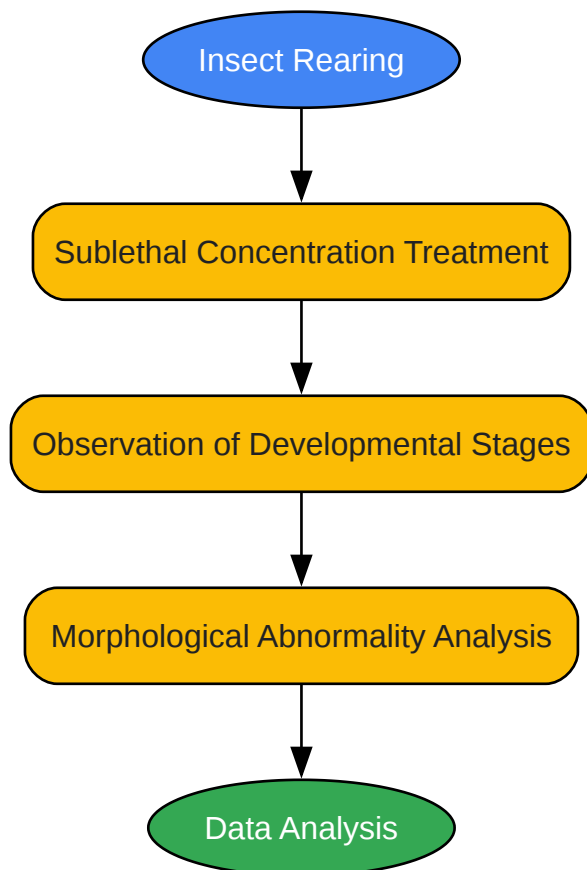 Insect Rearing
Sublethal Concentration Treatment
Observation of Developmental Stages
Morphological Abnormality Analysis
Data Analysis